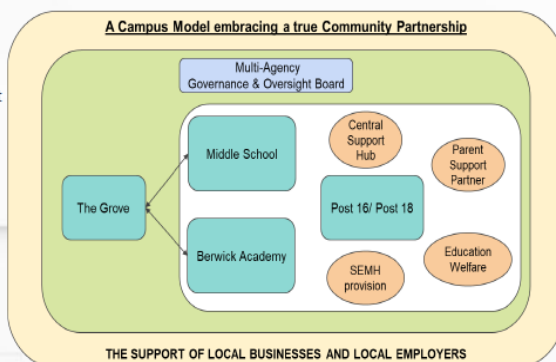 A Campus Model embracing a true Community Partnership
Multi-Agency
Governance & Oversight Board
Central
Support
Hub
Middle School
Parent
Support
Partner
The Grove
Post 16/ Post 18
Berwick Academy
Education
Welfare
SEMH
provision
THE SUPPORT OF LOCAL BUSINESSES AND LOCAL EMPLOYERS